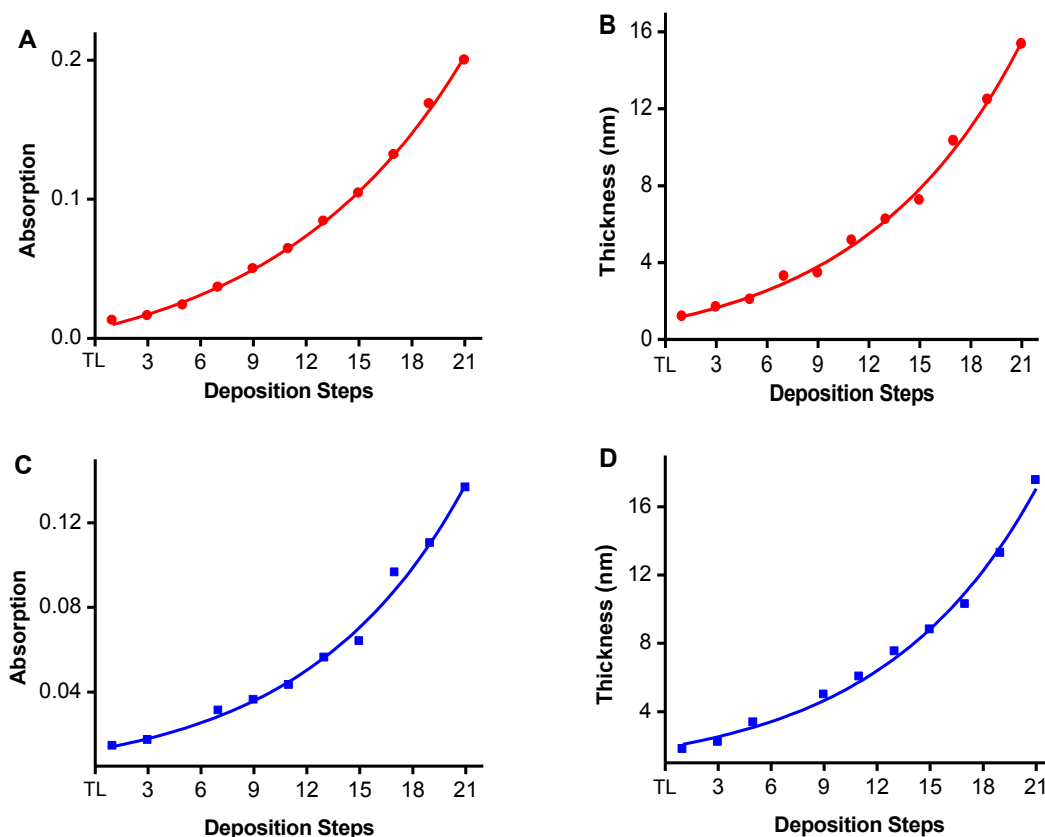 A
0.2
0.1
0.0
Absorption
TL 3 6 9 12 15 18 21
Deposition Steps
B
16
12
8
4
0
Thickness (nm)
TL 3 6 9 12 15 18 21
Deposition Steps
C
0.12
0.08
0.04
Absorption
TL 3 6 9 12 15 18 21
Deposition Steps
D
16
12
8
4
Thickness (nm)
TL 3 6 9 12 15 18 21
Deposition Steps